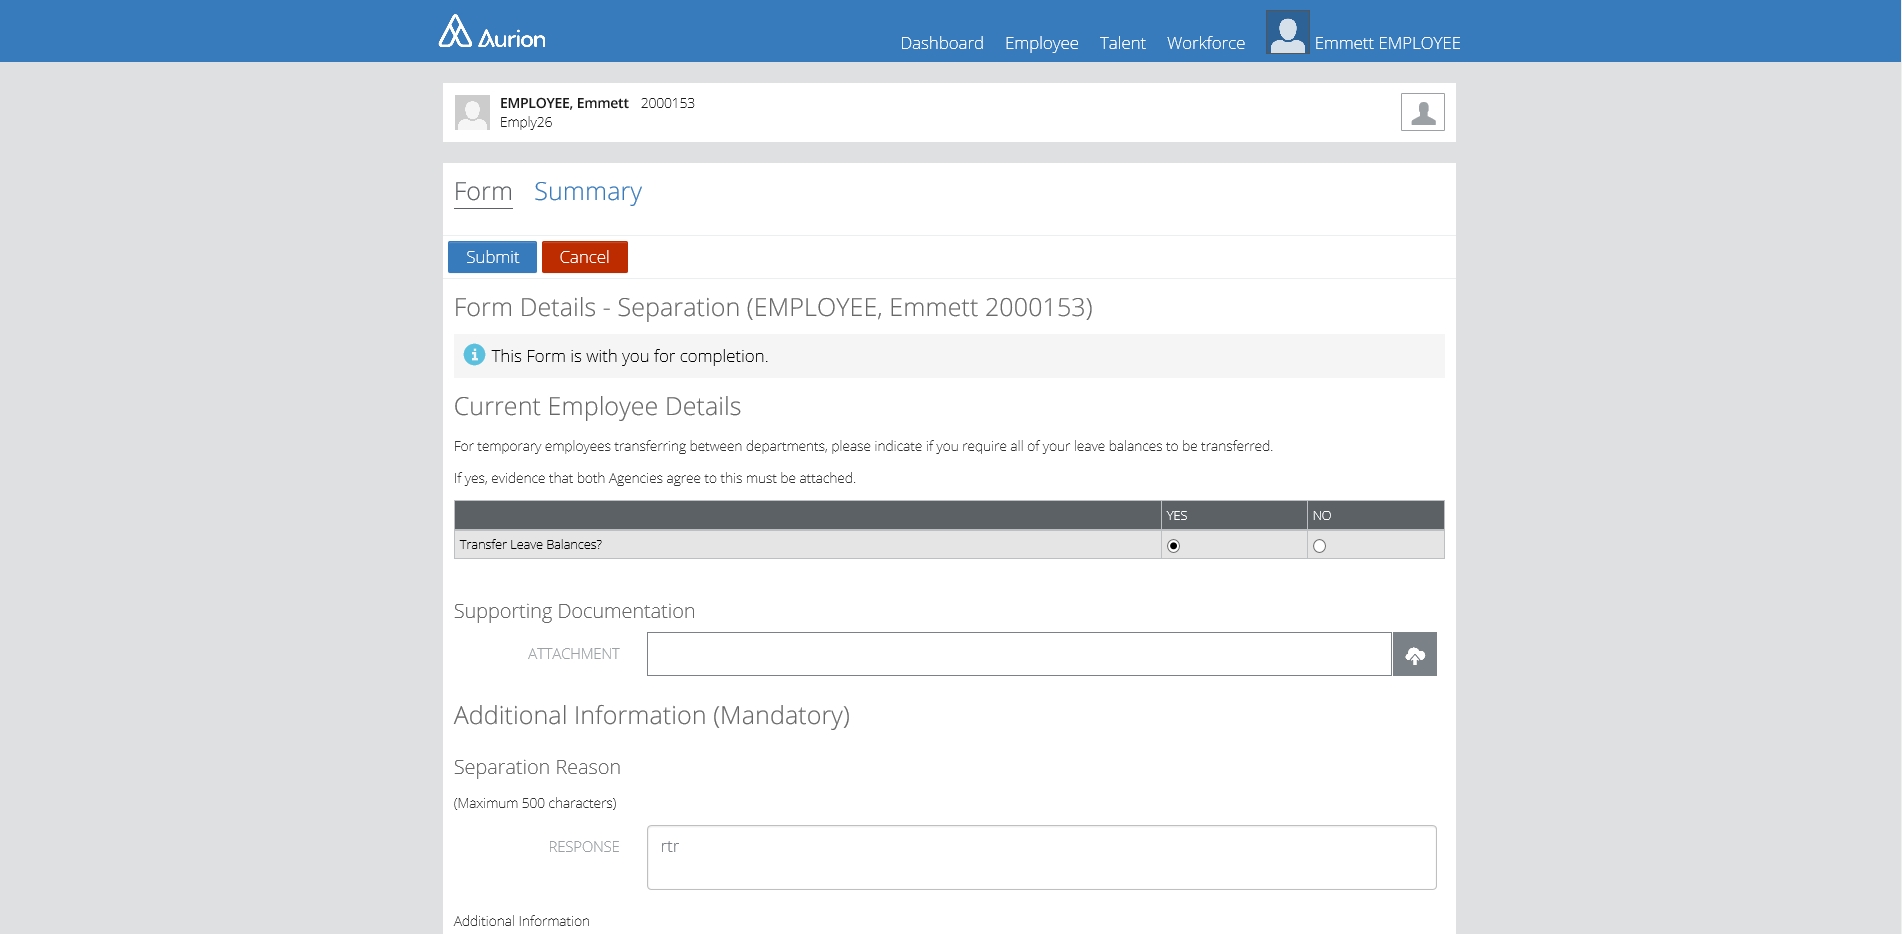 Aurion
Dashboard Employee Talent Workforce Emmett EMPLOYEE
EMPLOYEE, Emmett 2000153
Emply26
Form Summary
Submit Cancel
Form Details - Separation (EMPLOYEE, Emmett 2000153)
This Form is with you for completion.
Current Employee Details
For temporary employees transferring between departments, please indicate if you require all of your leave balances to be transferred.
If yes, evidence that both Agencies agree to this must be attached.
YES NO
Transfer Leave Balances?
Supporting Documentation
ATTACHMENT
Additional Information (Mandatory)
Separation Reason
(Maximum 500 characters)
RESPONSE rtr
Additional Information